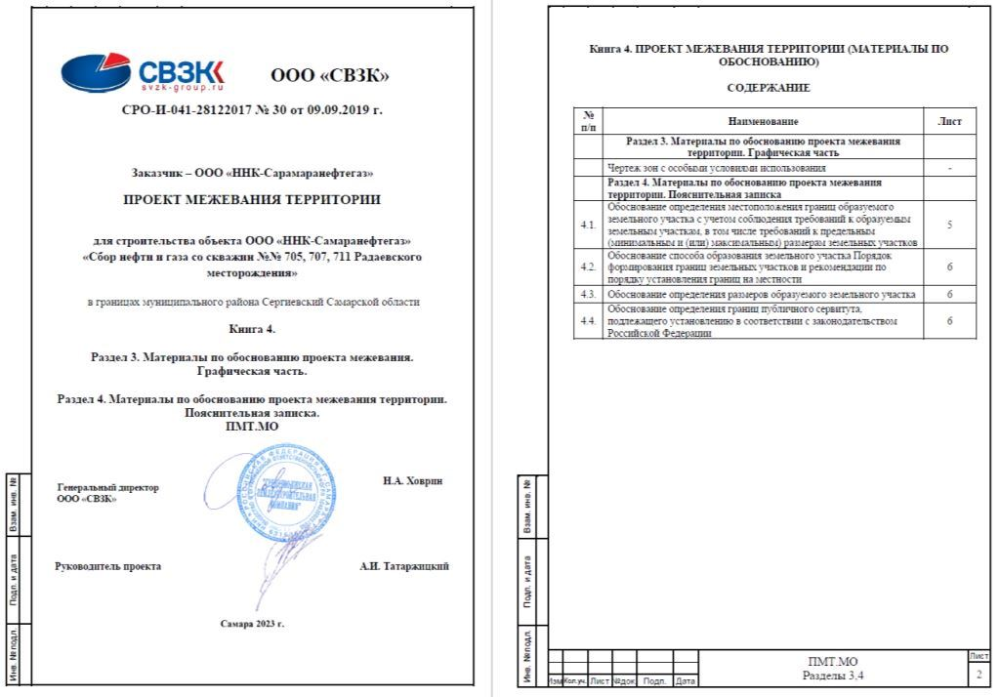 СВЗК
svzk-group.ru
ООО «СВЗК»
СРО-И-041-28122017 № 30 от 09.09.2019 г.
Заказчик – ООО «ННК-Сарамаранефтегаз»
ПРОЕКТ МЕЖЕВАНИЯ ТЕРРИТОРИИ
для строительства объекта ООО «ННК-Самаранефтегаз»
«Сбор нефти и газа со скважин №№ 705, 707, 711 Радаевского
месторождения»
в границах муниципального района Сергиевский Самарской области
Книга 4.
Раздел 3. Материалы по обоснованию проекта межевания.
Графическая часть.
Раздел 4. Материалы по обоснованию проекта межевания территории.
Пояснительная записка.
ПМТ.МО
Генеральный директор
ООО «СВЗК»
Н.А. Ховрин
Руководитель проекта
А.И. Татаржицкий
Самара 2023 г.
Взам. инв. №
Подп. и дата
Инв. № подл.
Книга 4. ПРОЕКТ МЕЖЕВАНИЯ ТЕРРИТОРИИ (МАТЕРИАЛЫ ПО
ОБОСНОВАНИЮ)
СОДЕРЖАНИЕ
№ п/п Наименование Лист
Раздел 3. Материалы по обоснованию проекта межевания
территории. Графическая часть
Чертеж зон с особыми условиями использования -
Раздел 4. Материалы по обоснованию проекта межевания
территории. Пояснительная записка
4.1. Обоснование определения местоположения границ образуемого
земельного участка с учетом соблюдения требований к образуемым
земельным участкам, в том числе требований к предельным 5
(минимальным и (или) максимальным) размерам земельных участков
4.2. Обоснование способа образования земельного участка Порядок
формирования границ земельных участков и рекомендации по 6
порядку установления границ на местности
4.3. Обоснование определения размеров образуемого земельного участка 6
4.4. Обоснование определения границ публичного сервитута,
подлежащего установлению в соответствии с законодательством 6
Российской Федерации
Взам. инв. №
Подп. и дата
Инв. №подл.
Изм Кол.уч. Лист №док. Подп. Дата
ПМТ.МО
Разделы 3,4
Лист
2